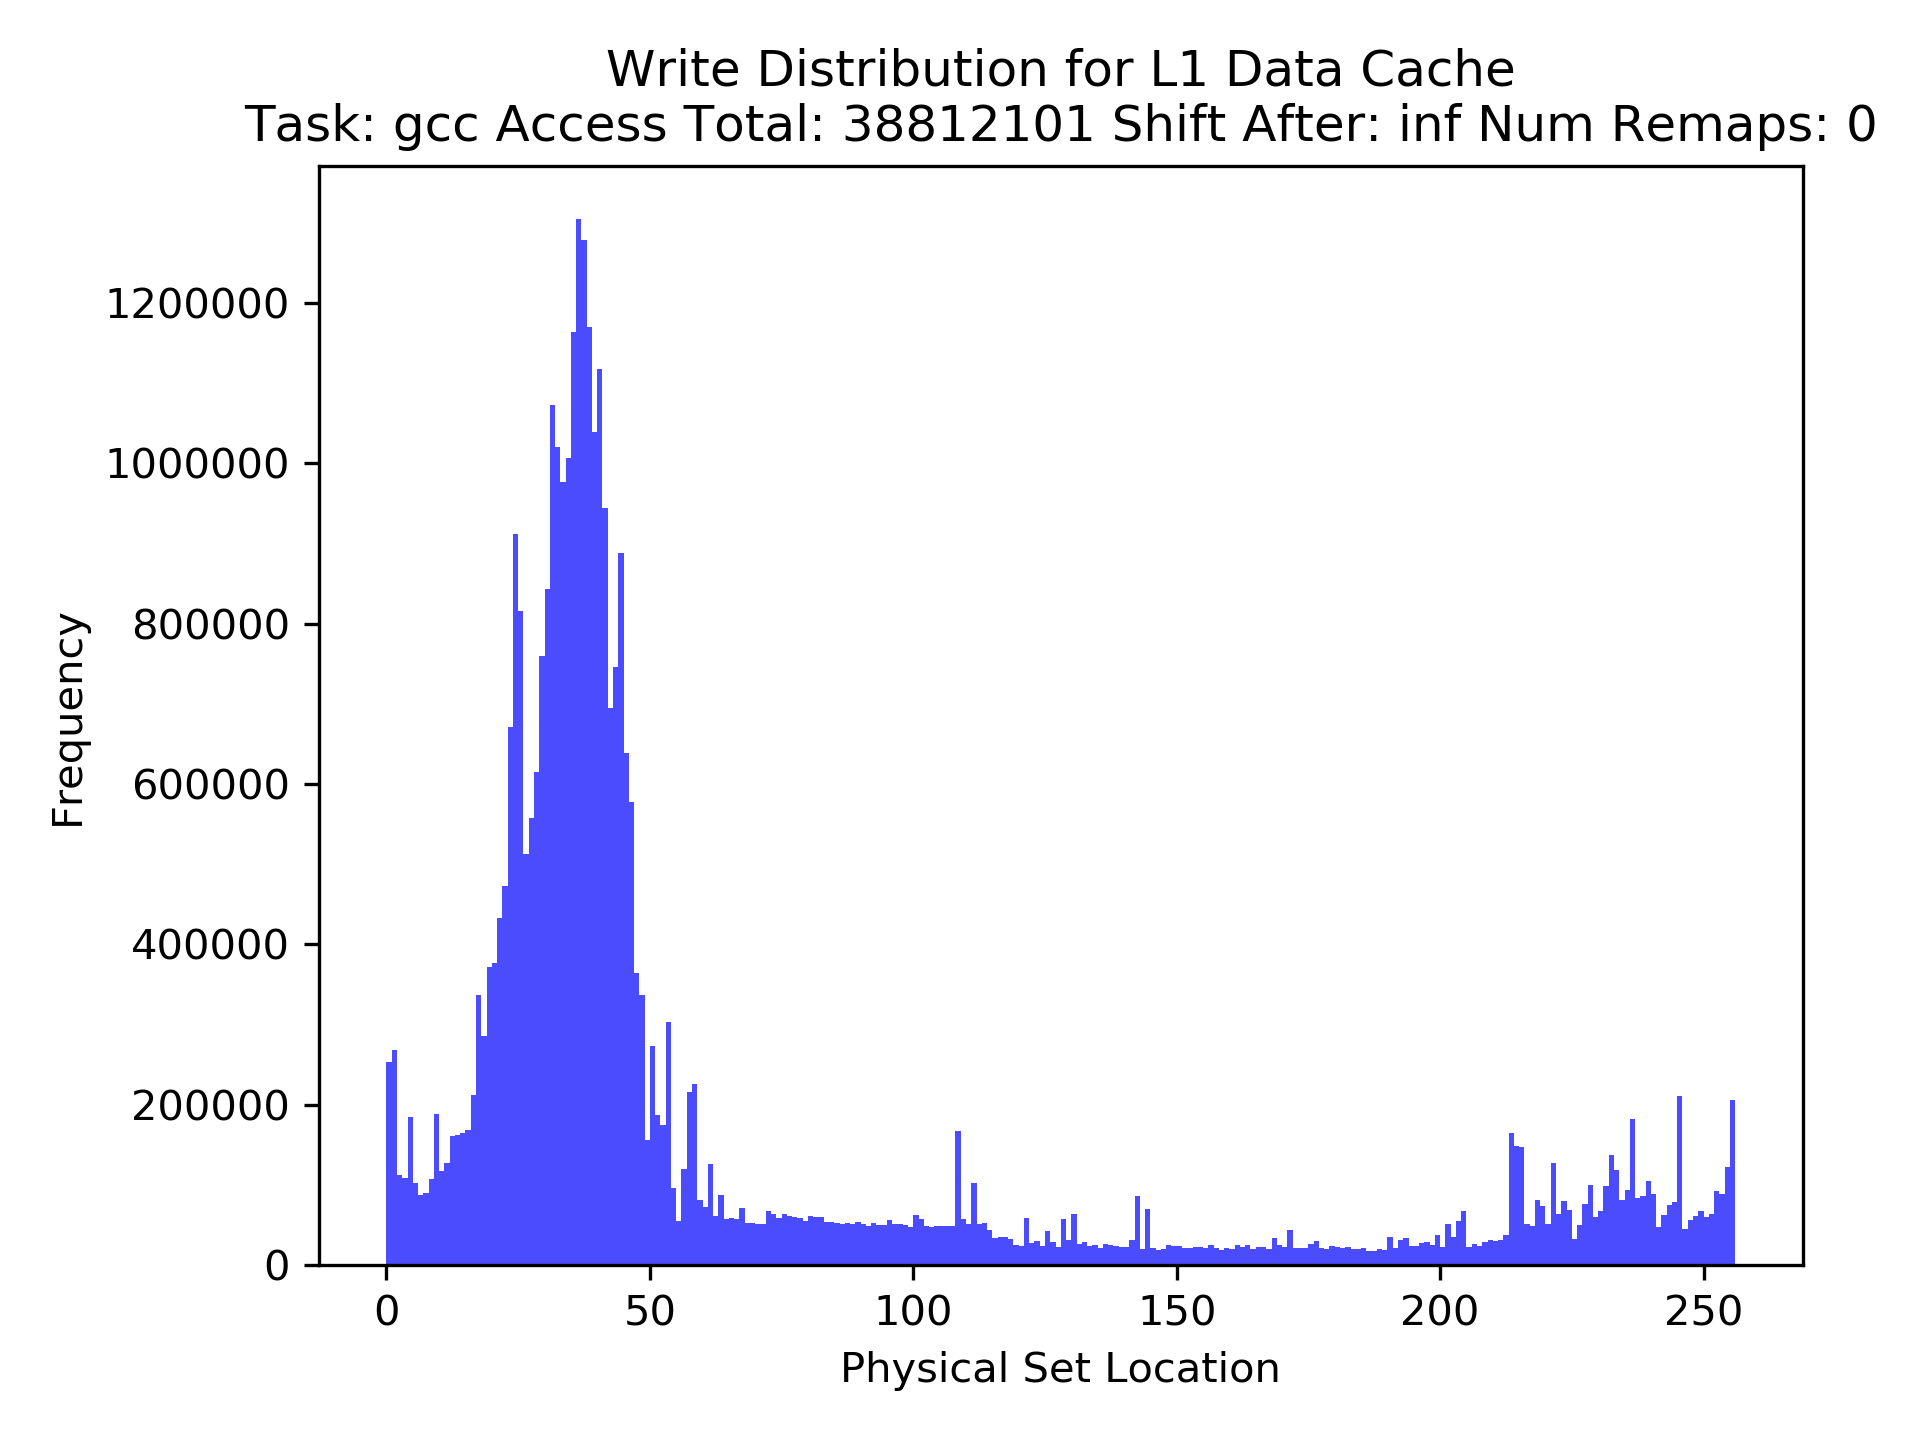 Write Distribution for L1 Data Cache
Task: gcc Access Total: 38812101 Shift After: inf Num Remaps: 0
Frequency
1200000
1000000
800000
600000
400000
200000
0
0 50 100 150 200 250
Physical Set Location